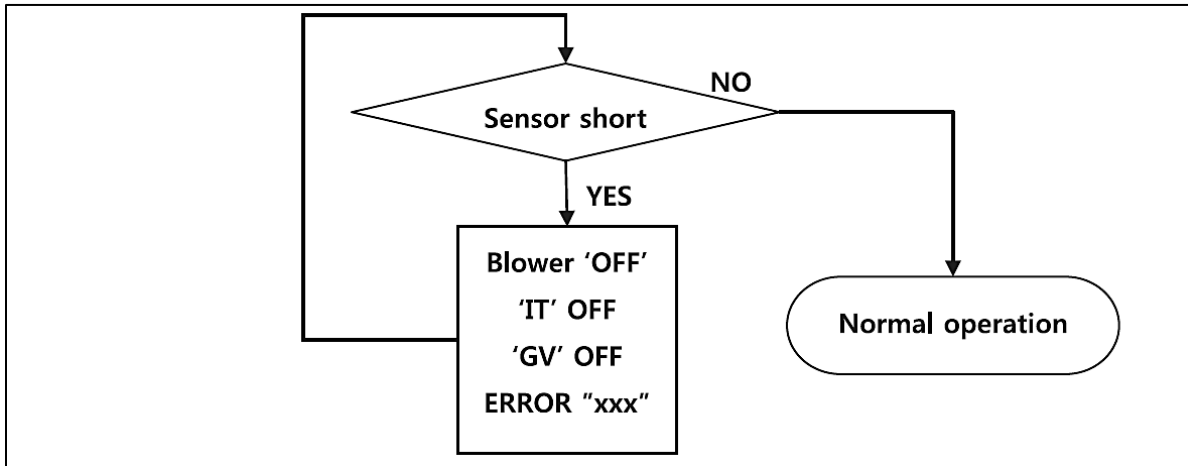 NO
Sensor short
YES
Blower ‘OFF’
‘IT’ OFF
‘GV’ OFF
ERROR ”xxx”
Normal operation